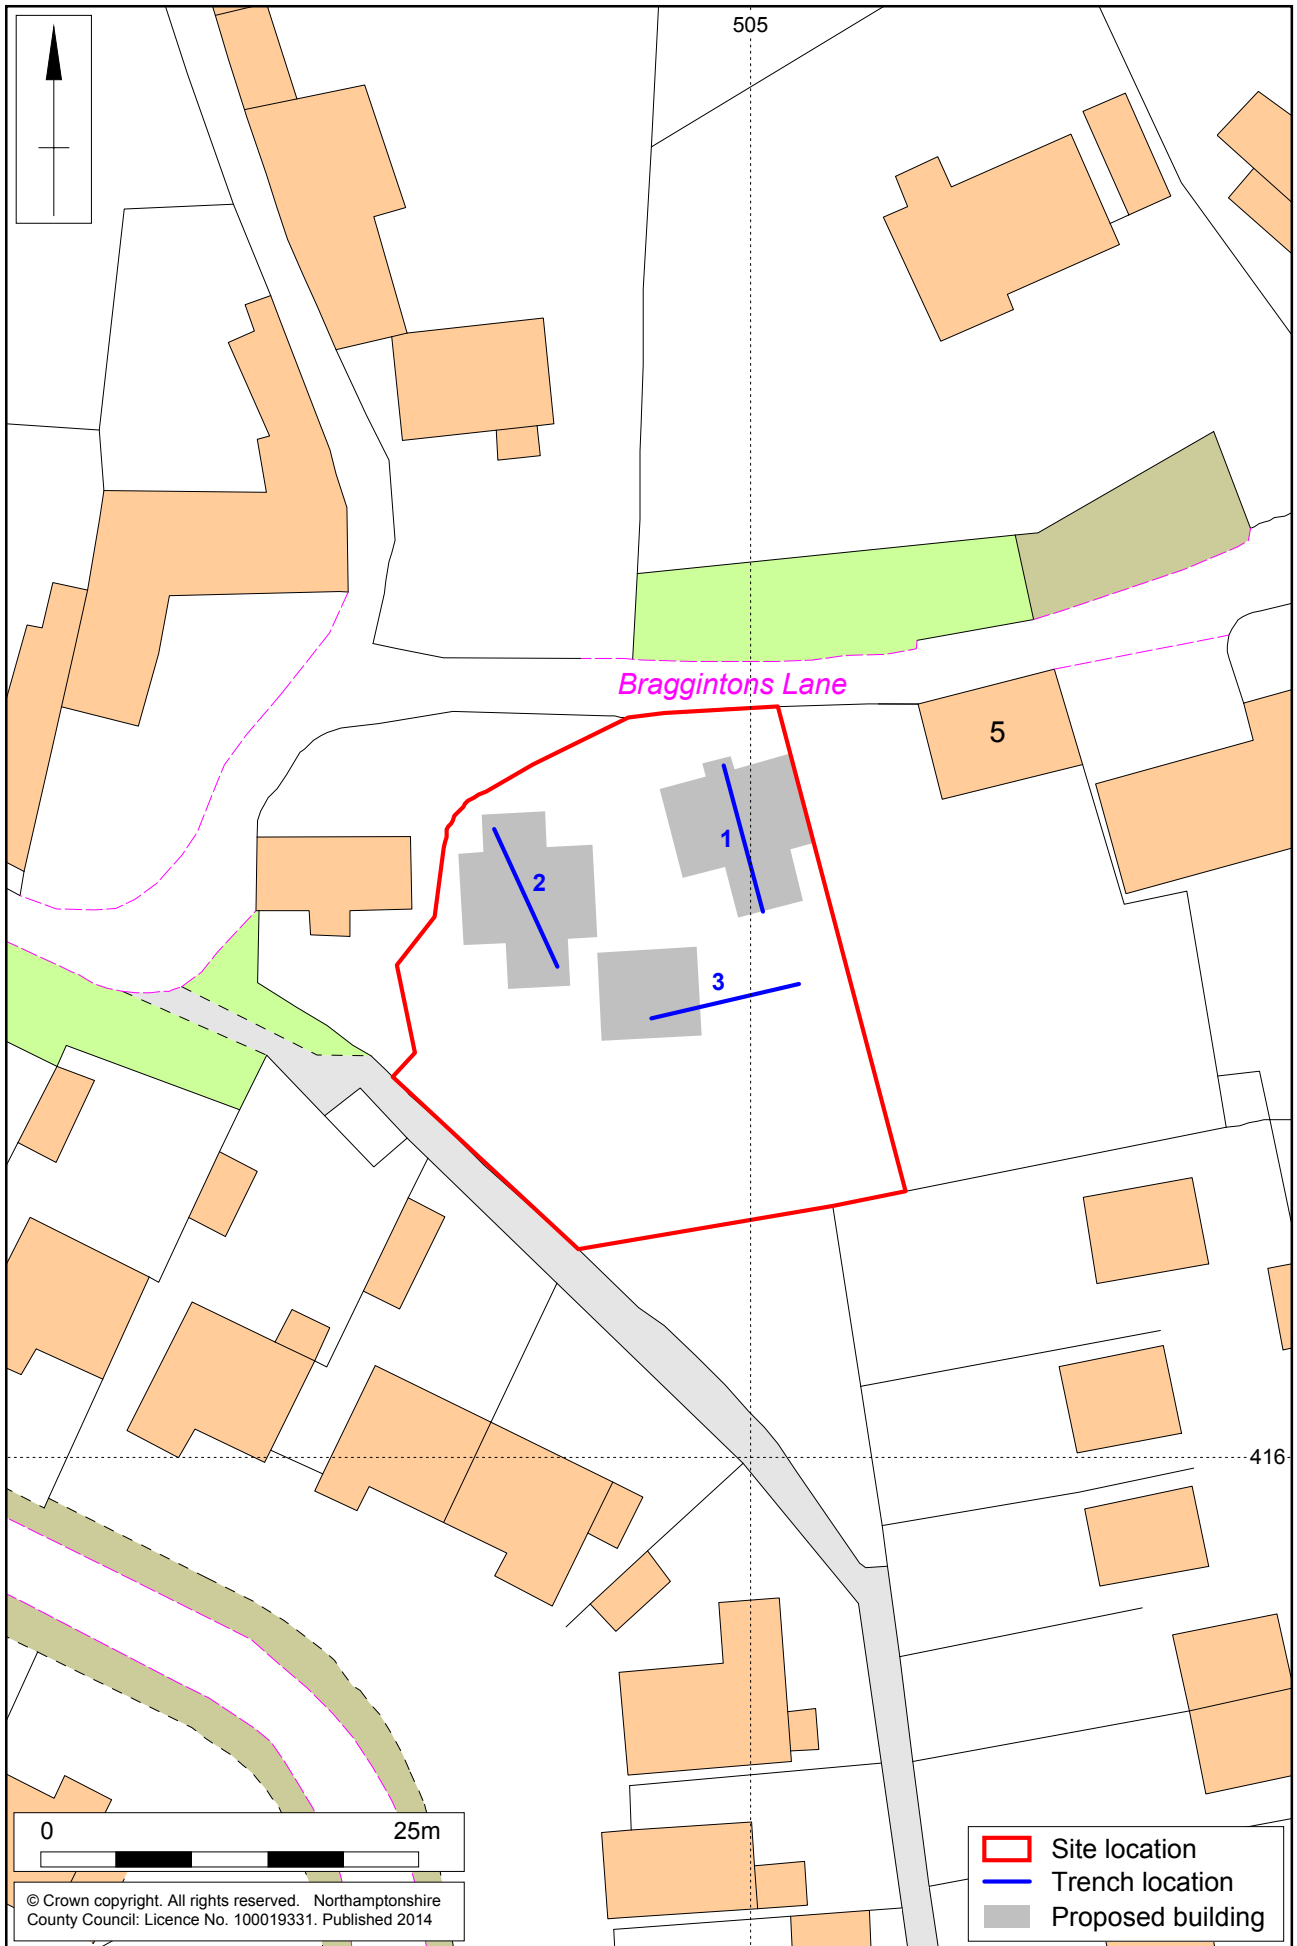 505
Braggintons Lane
5
1
2
3
416
0 25m
© Crown copyright. All rights reserved. Northamptonshire
County Council: Licence No. 100019331. Published 2014
Site location
Trench location
Proposed building